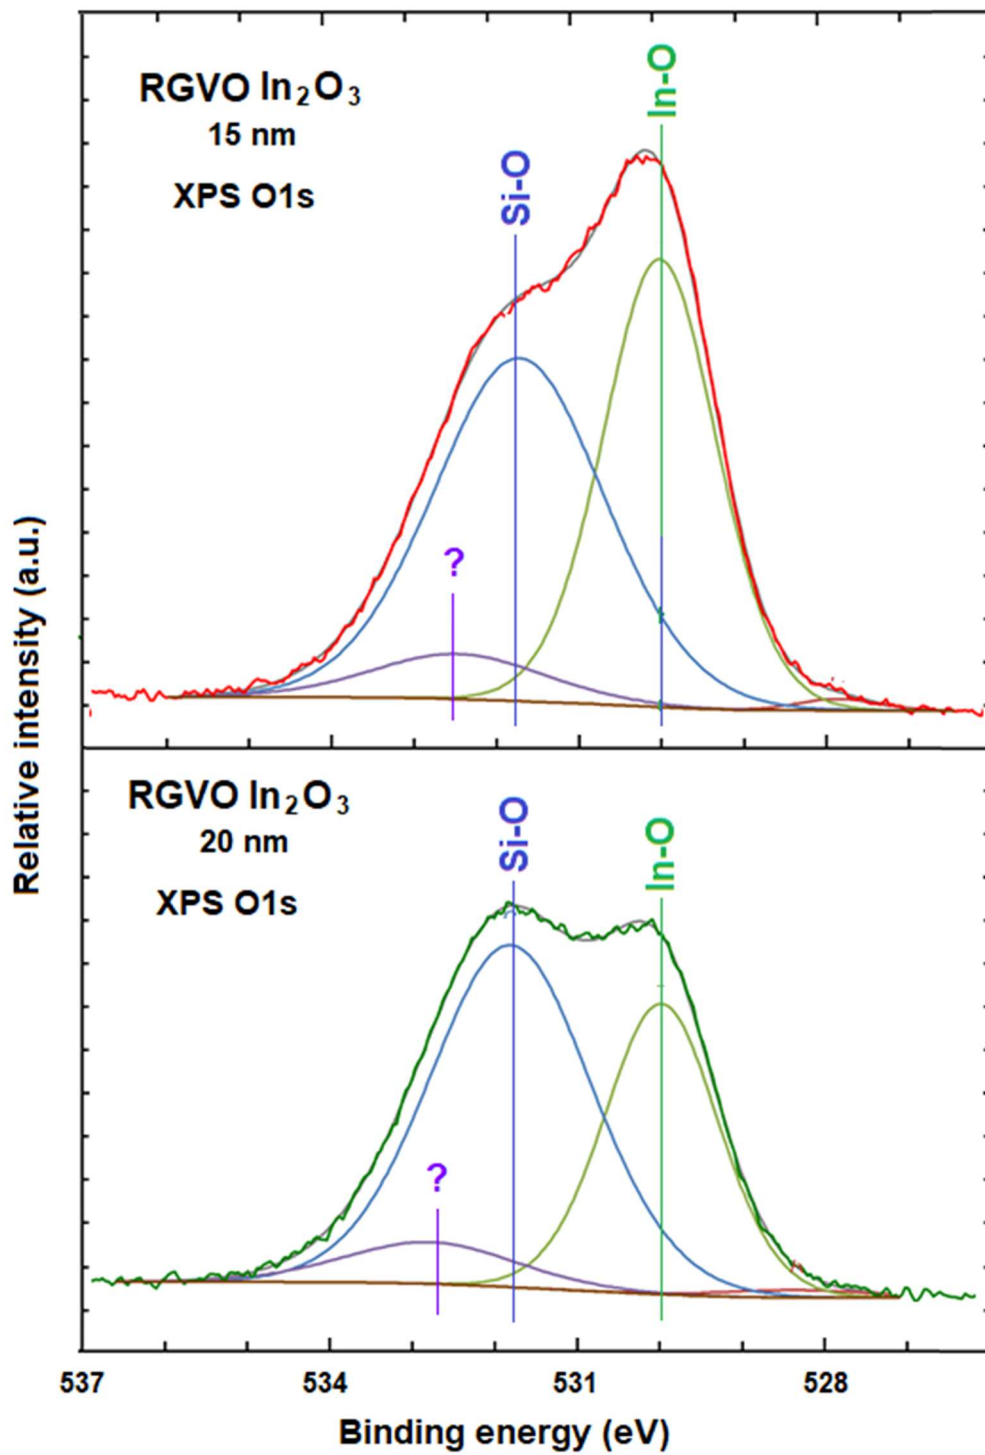 RGVO In₂O₃
15 nm
XPS O1s
Si-O
In-O
?
RGVO In₂O₃
20 nm
XPS O1s
Si-O
In-O
?
Relative intensity (a.u.)
537 534 531 528
Binding energy (eV)